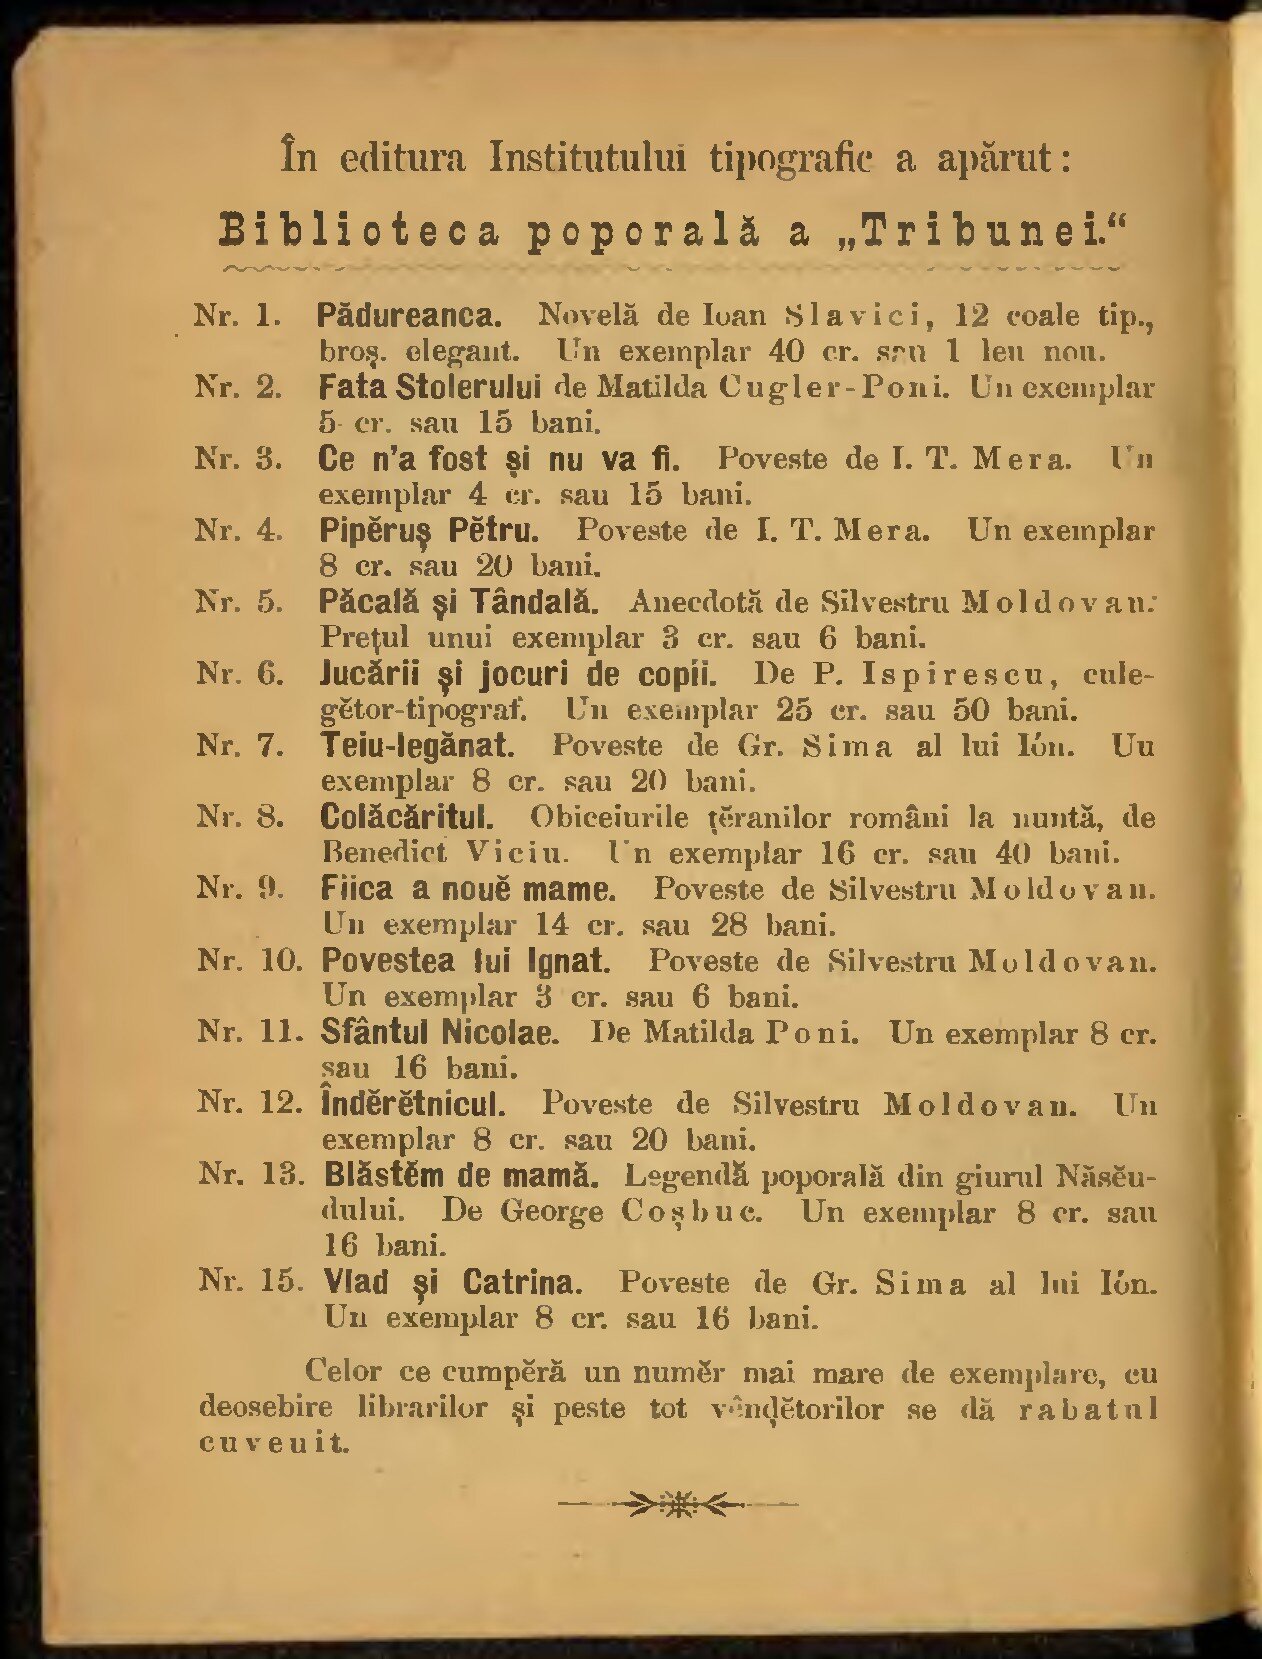 În editura Institutului tipografic a apărut:
Biblioteca poporală a „Tribunei.“
Nr. 1. Pădureanca. Novelă de Ioan Slavici, 12 coale tip.,
broş. elegant. Un exemplar 40 cr. sau 1 leu nou.
Nr. 2. Fata Stolerului de Matilda Cugler-Poni. Un exemplar
5 cr. sau 15 bani.
Nr. 3. Ce n’a fost şi nu va fi. Poveste de I. T. Mera. Un
exemplar 4 cr. sau 15 bani.
Nr. 4. Pipĕruş Pĕtru. Poveste de I. T. Mera. Un exemplar
8 cr. sau 20 bani.
Nr. 5. Păcală şi Tândală. Anecdotă de Silvestru Moldovan.
Preţul unui exemplar 3 cr. sau 6 bani.
Nr. 6. Jucării şi jocuri de copii. De P. Ispirescu, cule-
gĕtor-tipograf. Un exemplar 25 cr. sau 50 bani.
Nr. 7. Teiu-legănat. Poveste de Gr. Sima al lui Ión. Uu
exemplar 8 cr. sau 20 bani.
Nr. 8. Colăcăritul. Obiceiurile ţĕranilor români la nuntă, de
Benedict Viciu. Un exemplar 16 cr. sau 40 bani.
Nr. 9. Fiica a nouĕ mame. Poveste de Silvestru Moldovan.
Un exemplar 14 cr. sau 28 bani.
Nr. 10. Povestea lui Ignat. Poveste de Silvestru Moldovan.
Un exemplar 3 cr. sau 6 bani.
Nr. 11. Sfântul Nicolae. De Matilda Poni. Un exemplar 8 cr.
sau 16 bani.
Nr. 12. Îndĕrĕtnicul. Poveste de Silvestru Moldovan. Un
exemplar 8 cr. sau 20 bani.
Nr. 13. Blăstĕm de mamă. Legendă poporală din giurul Năsĕu-
dului. De George Coşbuc. Un exemplar 8 cr. sau
16 bani.
Nr. 15. Vlad şi Catrina. Poveste de Gr. Sima al lui Ión.
Un exemplar 8 cr. sau 16 bani.
Celor ce cumpĕră un numĕr mai mare de exemplare, cu
deosebire librarilor şi peste tot vêndĕtorilor se dă rabatul
cuveuit.